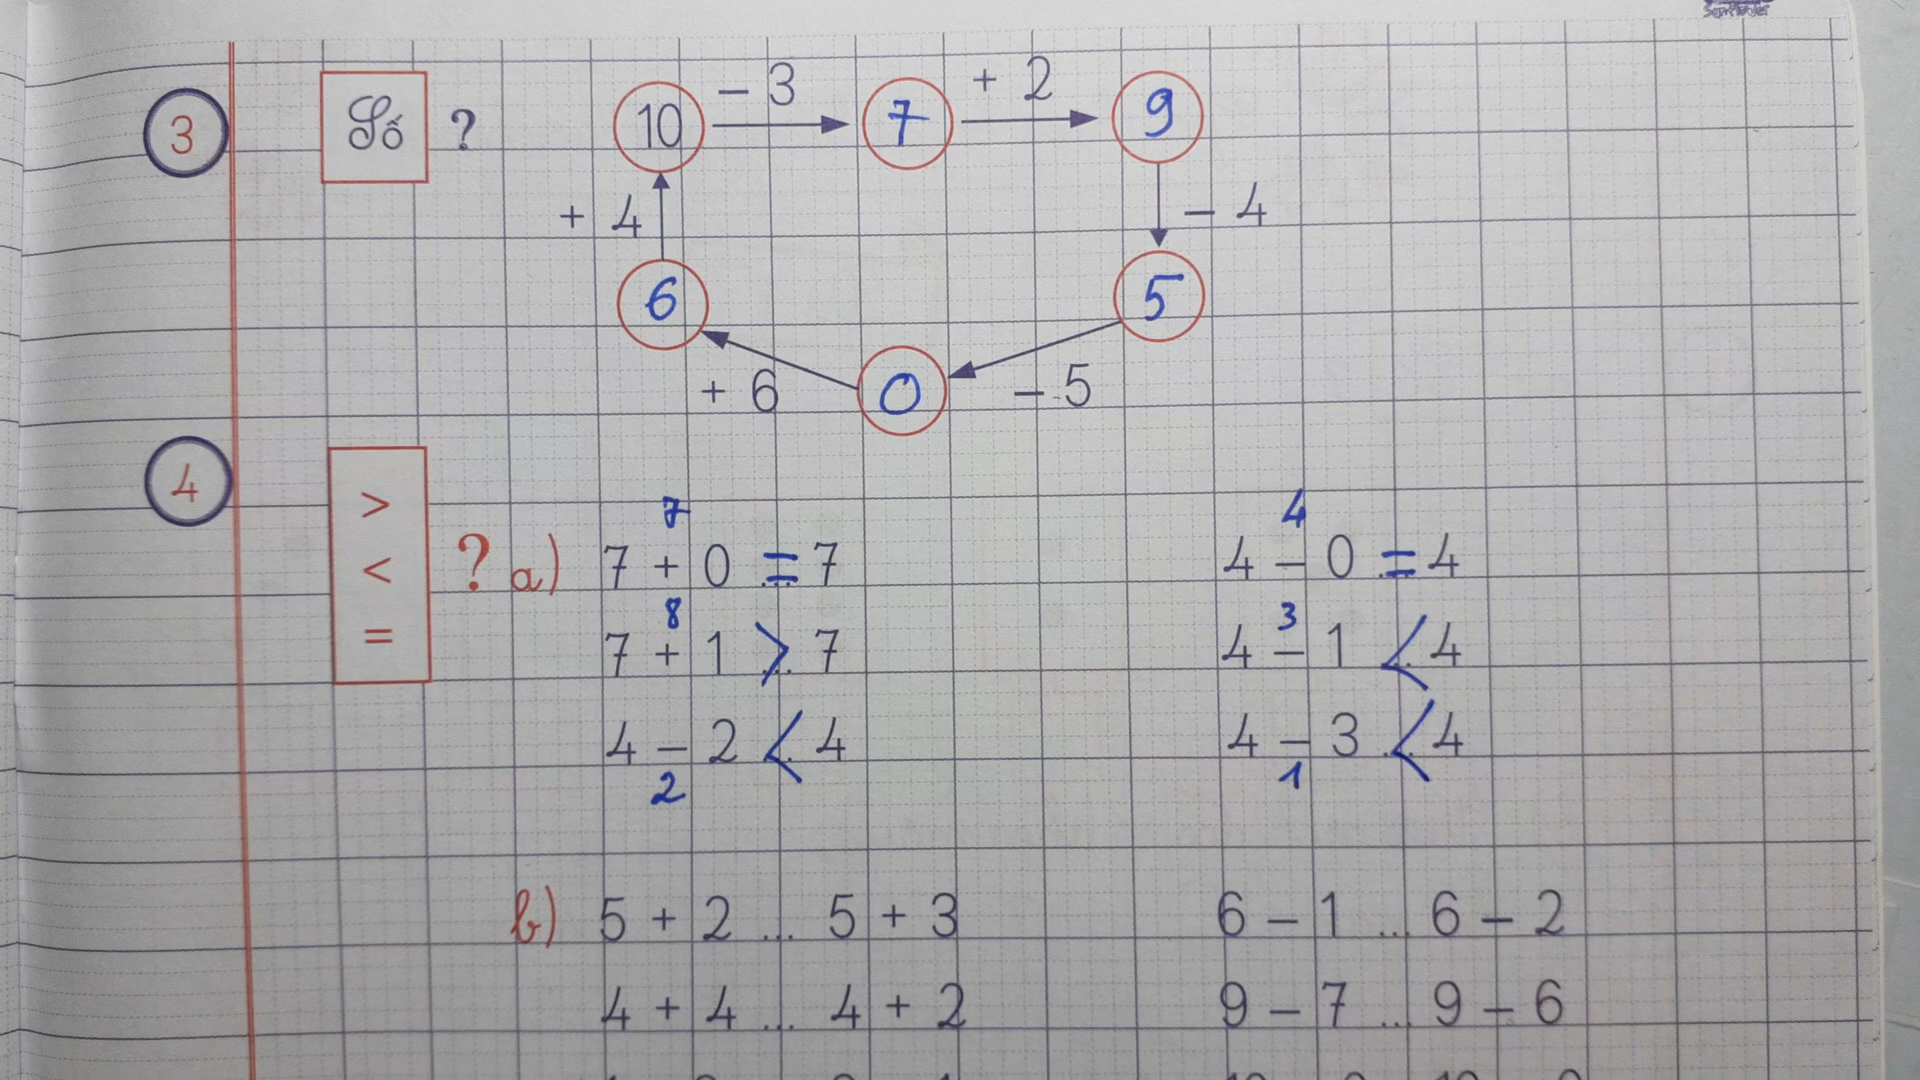 3 Số ? 10 - 3 7 + 2 9
+ 4 - 4
6 5
+ 6 0 - 5
4 > < = ?
7 4
a) 7 + 0 = 7 4 - 0 = 4
8 3
7 + 1 > 7 4 - 1 < 4
4 - 2 < 4 4 - 3 < 4
2 1
b) 5 + 2 ... 5 + 3 6 - 1 ... 6 - 2
4 + 4 ... 4 + 2 9 - 7 ... 9 - 6